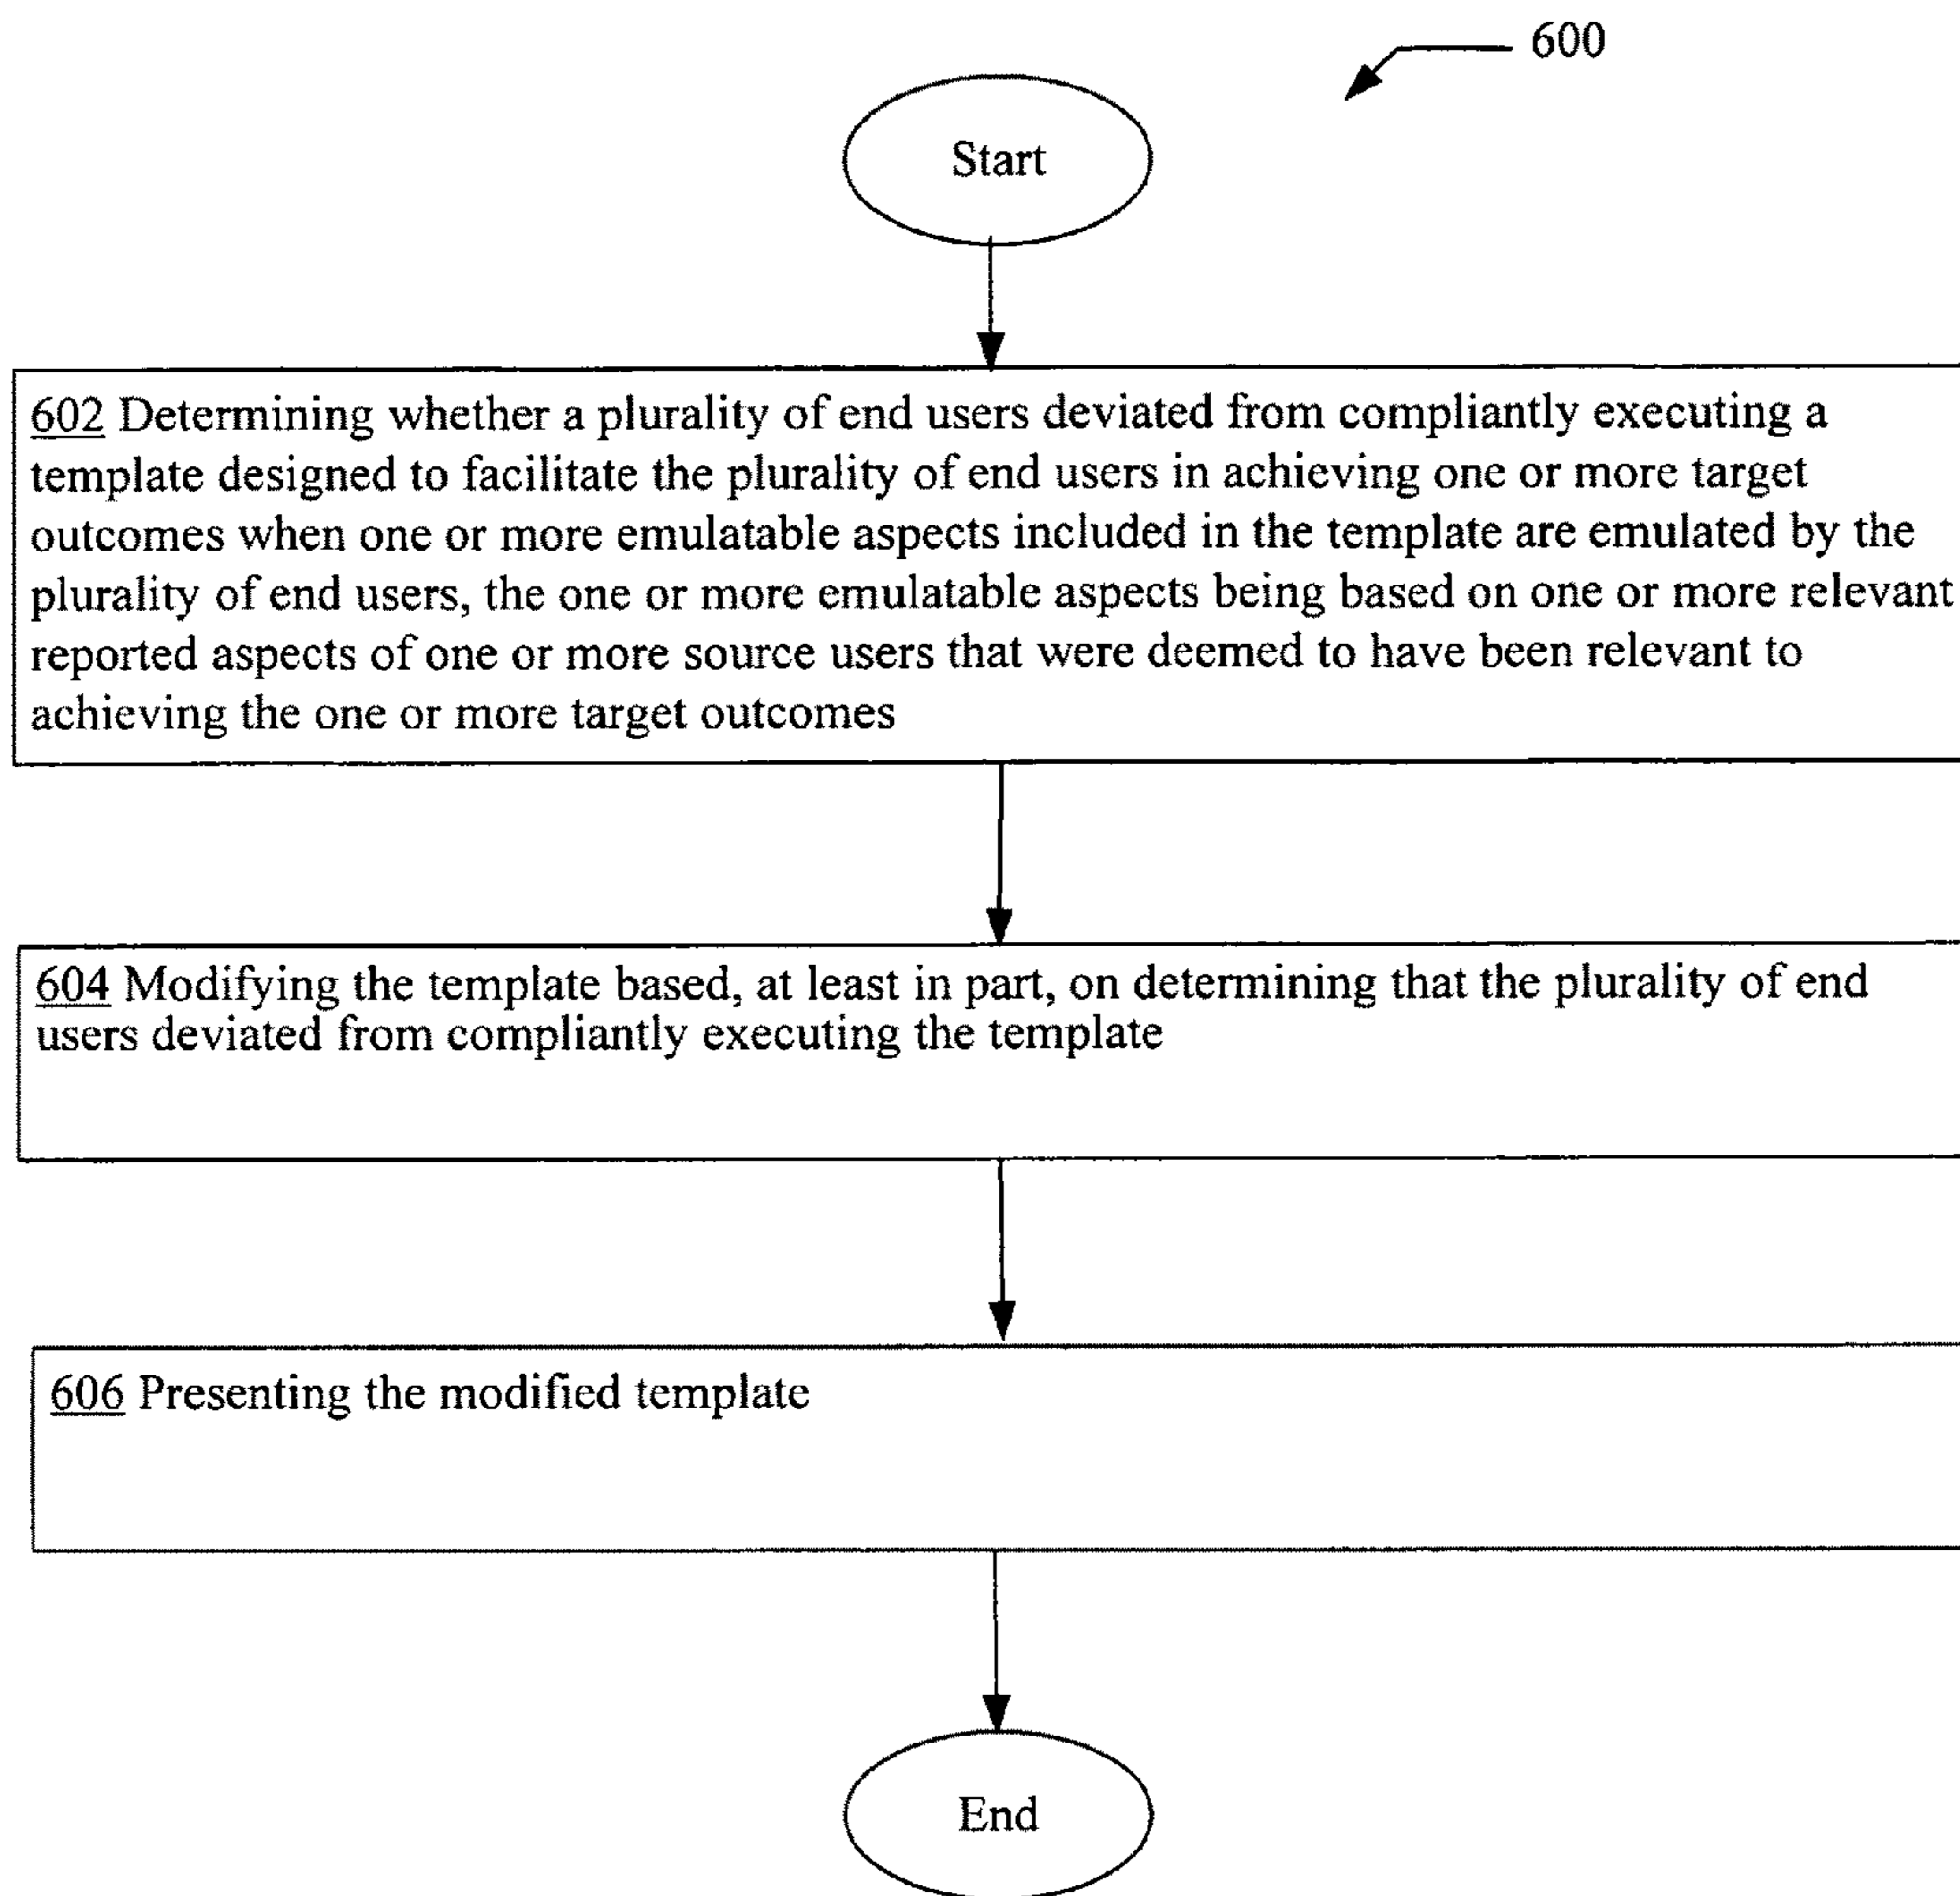 600
Start
602 Determining whether a plurality of end users deviated from compliantly executing a
template designed to facilitate the plurality of end users in achieving one or more target
outcomes when one or more emulatable aspects included in the template are emulated by the
plurality of end users, the one or more emulatable aspects being based on one or more relevant
reported aspects of one or more source users that were deemed to have been relevant to
achieving the one or more target outcomes
604 Modifying the template based, at least in part, on determining that the plurality of end
users deviated from compliantly executing the template
606 Presenting the modified template
End